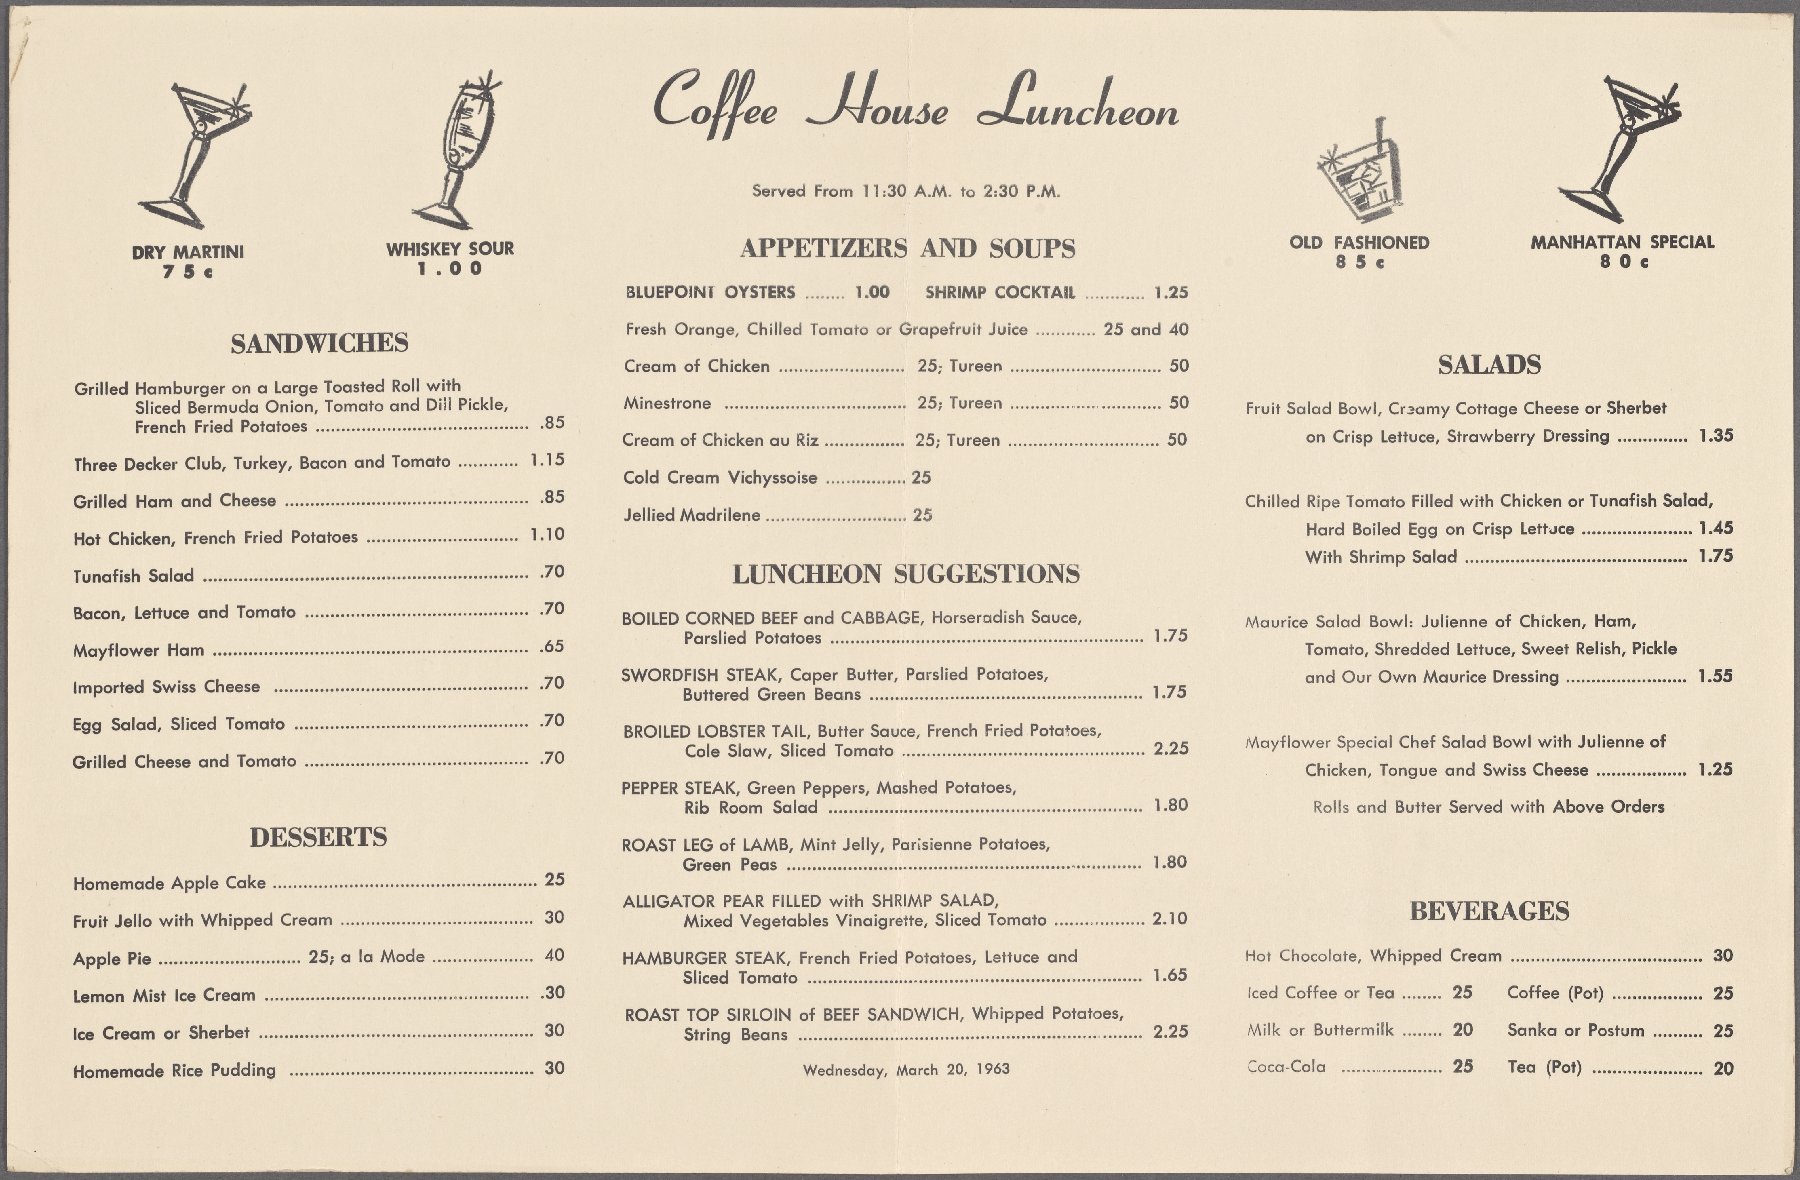 Coffee House Luncheon
Served From 11:30 A.M. to 2:30 P.M.
DRY MARTINI
75c
WHISKEY SOUR
1.00
OLD FASHIONED
85c
MANHATTAN SPECIAL
80c
SANDWICHES
Grilled Hamburger on a Large Toasted Roll with
Sliced Bermuda Onion, Tomato and Dill Pickle,
French Fried Potatoes .85
Three Decker Club, Turkey, Bacon and Tomato 1.15
Grilled Ham and Cheese .85
Hot Chicken, French Fried Potatoes 1.10
Tunafish Salad .70
Bacon, Lettuce and Tomato .70
Mayflower Ham .65
Imported Swiss Cheese .70
Egg Salad, Sliced Tomato .70
Grilled Cheese and Tomato .70
DESSERTS
Homemade Apple Cake 25
Fruit Jello with Whipped Cream 30
Apple Pie 25; a la Mode 40
Lemon Mist Ice Cream .30
Ice Cream or Sherbet 30
Homemade Rice Pudding 30
APPETIZERS AND SOUPS
BLUEPOINT OYSTERS 1.00 SHRIMP COCKTAIL 1.25
Fresh Orange, Chilled Tomato or Grapefruit Juice 25 and 40
Cream of Chicken 25; Tureen 50
Minestrone 25; Tureen 50
Cream of Chicken au Riz 25; Tureen 50
Cold Cream Vichyssoise 25
Jellied Madrilene 25
LUNCHEON SUGGESTIONS
BOILED CORNED BEEF and CABBAGE, Horseradish Sauce,
Parslied Potatoes 1.75
SWORDFISH STEAK, Caper Butter, Parslied Potatoes,
Buttered Green Beans 1.75
BROILED LOBSTER TAIL, Butter Sauce, French Fried Potatoes,
Cole Slaw, Sliced Tomato 2.25
PEPPER STEAK, Green Peppers, Mashed Potatoes,
Rib Room Salad 1.80
ROAST LEG of LAMB, Mint Jelly, Parisienne Potatoes,
Green Peas 1.80
ALLIGATOR PEAR FILLED with SHRIMP SALAD,
Mixed Vegetables Vinaigrette, Sliced Tomato 2.10
HAMBURGER STEAK, French Fried Potatoes, Lettuce and
Sliced Tomato 1.65
ROAST TOP SIRLOIN of BEEF SANDWICH, Whipped Potatoes,
String Beans 2.25
Wednesday, March 20, 1963
SALADS
Fruit Salad Bowl, Creamy Cottage Cheese or Sherbet
on Crisp Lettuce, Strawberry Dressing 1.35
Chilled Ripe Tomato Filled with Chicken or Tunafish Salad,
Hard Boiled Egg on Crisp Lettuce 1.45
With Shrimp Salad 1.75
Maurice Salad Bowl: Julienne of Chicken, Ham,
Tomato, Shredded Lettuce, Sweet Relish, Pickle
and Our Own Maurice Dressing 1.55
Mayflower Special Chef Salad Bowl with Julienne of
Chicken, Tongue and Swiss Cheese 1.25
Rolls and Butter Served with Above Orders
BEVERAGES
Hot Chocolate, Whipped Cream 30
Iced Coffee or Tea 25 Coffee (Pot) 25
Milk or Buttermilk 20 Sanka or Postum 25
Coca-Cola 25 Tea (Pot) 20